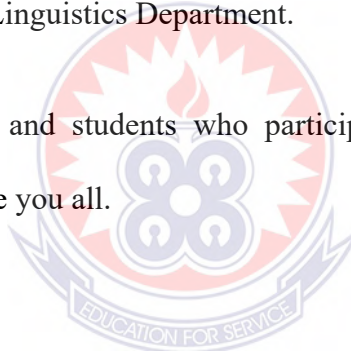 Linguistics Department.
and students who particip
e you all.
EDUCATION FOR SERVICE